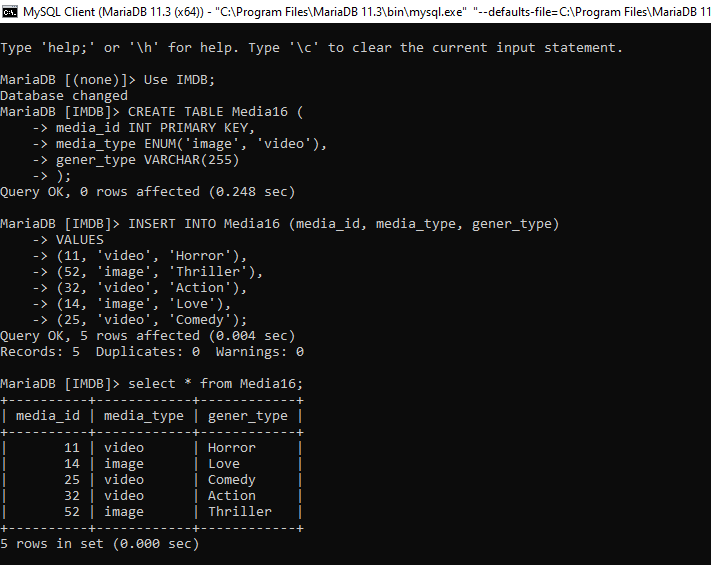 MySQL Client (MariaDB 11.3 (x64)) - "C:\Program Files\MariaDB 11.3\bin\mysql.exe"  "--defaults-file=C:\Program Files\MariaDB 11
Type 'help;' or '\h' for help. Type '\c' to clear the current input statement.
MariaDB [(none)]> Use IMDB;
Database changed
MariaDB [IMDB]> CREATE TABLE Media16 (
    -> media_id INT PRIMARY KEY,
    -> media_type ENUM('image', 'video'),
    -> gener_type VARCHAR(255)
    -> );
Query OK, 0 rows affected (0.248 sec)
MariaDB [IMDB]> INSERT INTO Media16 (media_id, media_type, gener_type)
    -> VALUES
    -> (11, 'video', 'Horror'),
    -> (52, 'image', 'Thriller'),
    -> (32, 'video', 'Action'),
    -> (14, 'image', 'Love'),
    -> (25, 'video', 'Comedy');
Query OK, 5 rows affected (0.004 sec)
Records: 5  Duplicates: 0  Warnings: 0
MariaDB [IMDB]> select * from Media16;
+----------+------------+------------+
| media_id | media_type | gener_type |
+----------+------------+------------+
|       11 | video      | Horror     |
|       14 | image      | Love       |
|       25 | video      | Comedy     |
|       32 | video      | Action     |
|       52 | image      | Thriller   |
+----------+------------+------------+
5 rows in set (0.000 sec)